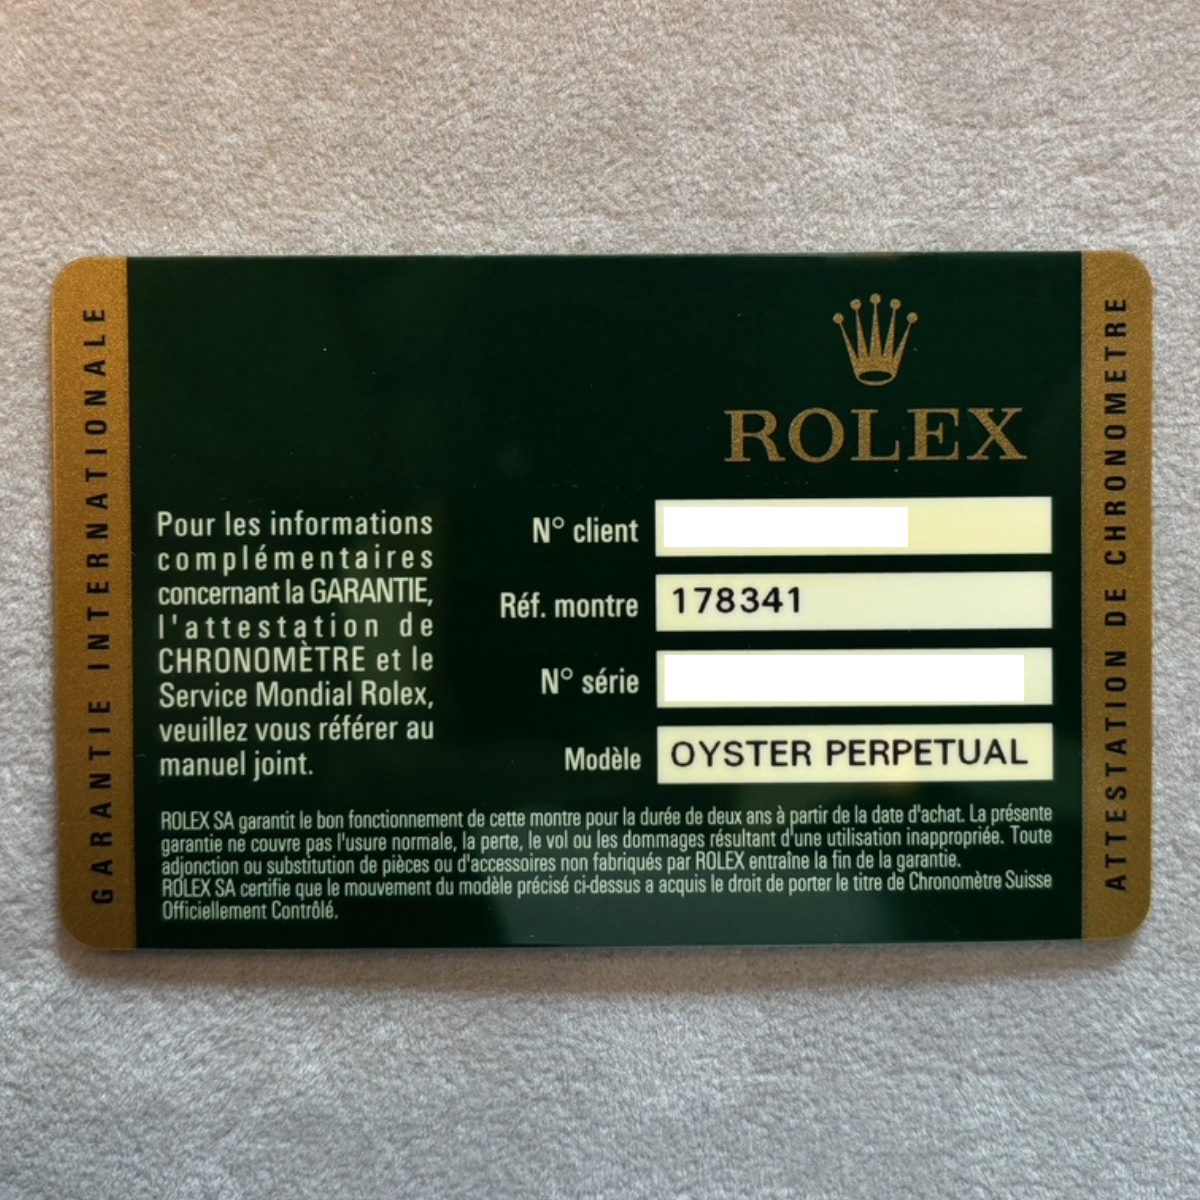 GARANTIE INTERNATIONALE
ROLEX
Pour les informations
complémentaires
concernant la GARANTIE,
l'attestation de
CHRONOMÈTRE et le
Service Mondial Rolex,
veuillez vous référer au
manuel joint.
N° client
Réf. montre 178341
N° série
Modèle OYSTER PERPETUAL
ROLEX SA garantit le bon fonctionnement de cette montre pour la durée de deux ans à partir de la date d'achat. La présente
garantie ne couvre pas l'usure normale, la perte, le vol ou les dommages résultant d'une utilisation inappropriée. Toute
adjonction ou substitution de pièces ou d'accessoires non fabriqués par ROLEX entraîne la fin de la garantie.
ROLEX SA certifie que le mouvement du modèle précisé ci-dessus a acquis le droit de porter le titre de Chronomètre Suisse
Officiellement Contrôlé.
ATTESTATION DE CHRONOMETRE